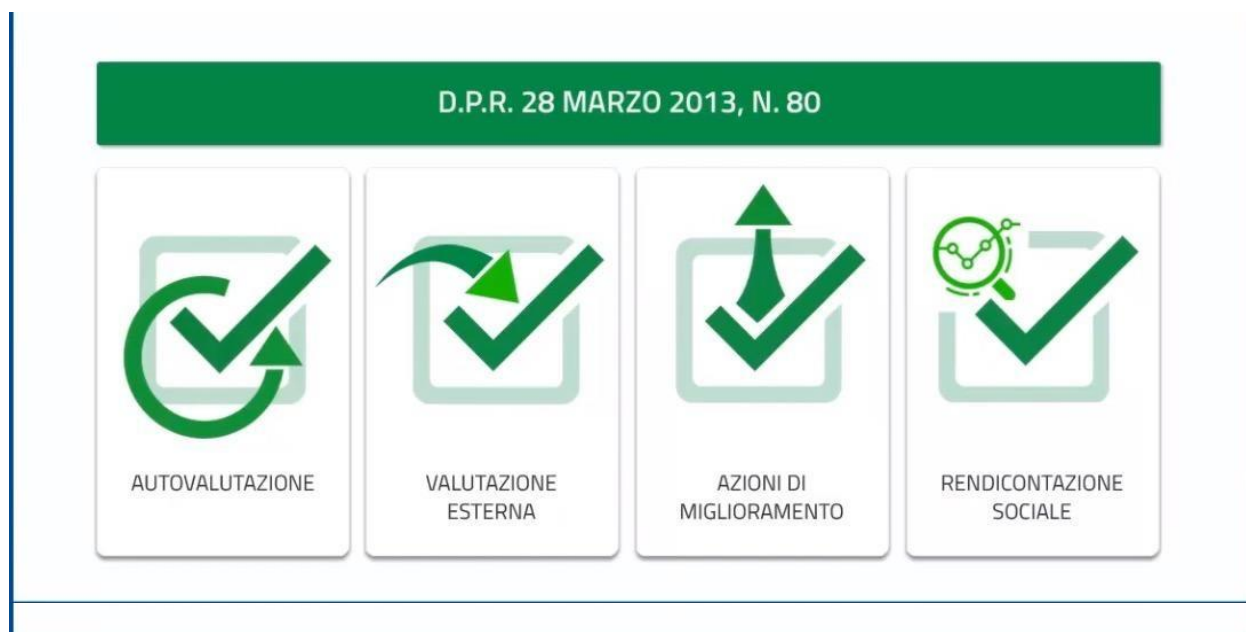 D.P.R. 28 MARZO 2013, N. 80
AUTOVALUTAZIONE
VALUTAZIONE
ESTERNA
AZIONI DI
MIGLIORAMENTO
RENDICONTAZIONE
SOCIALE